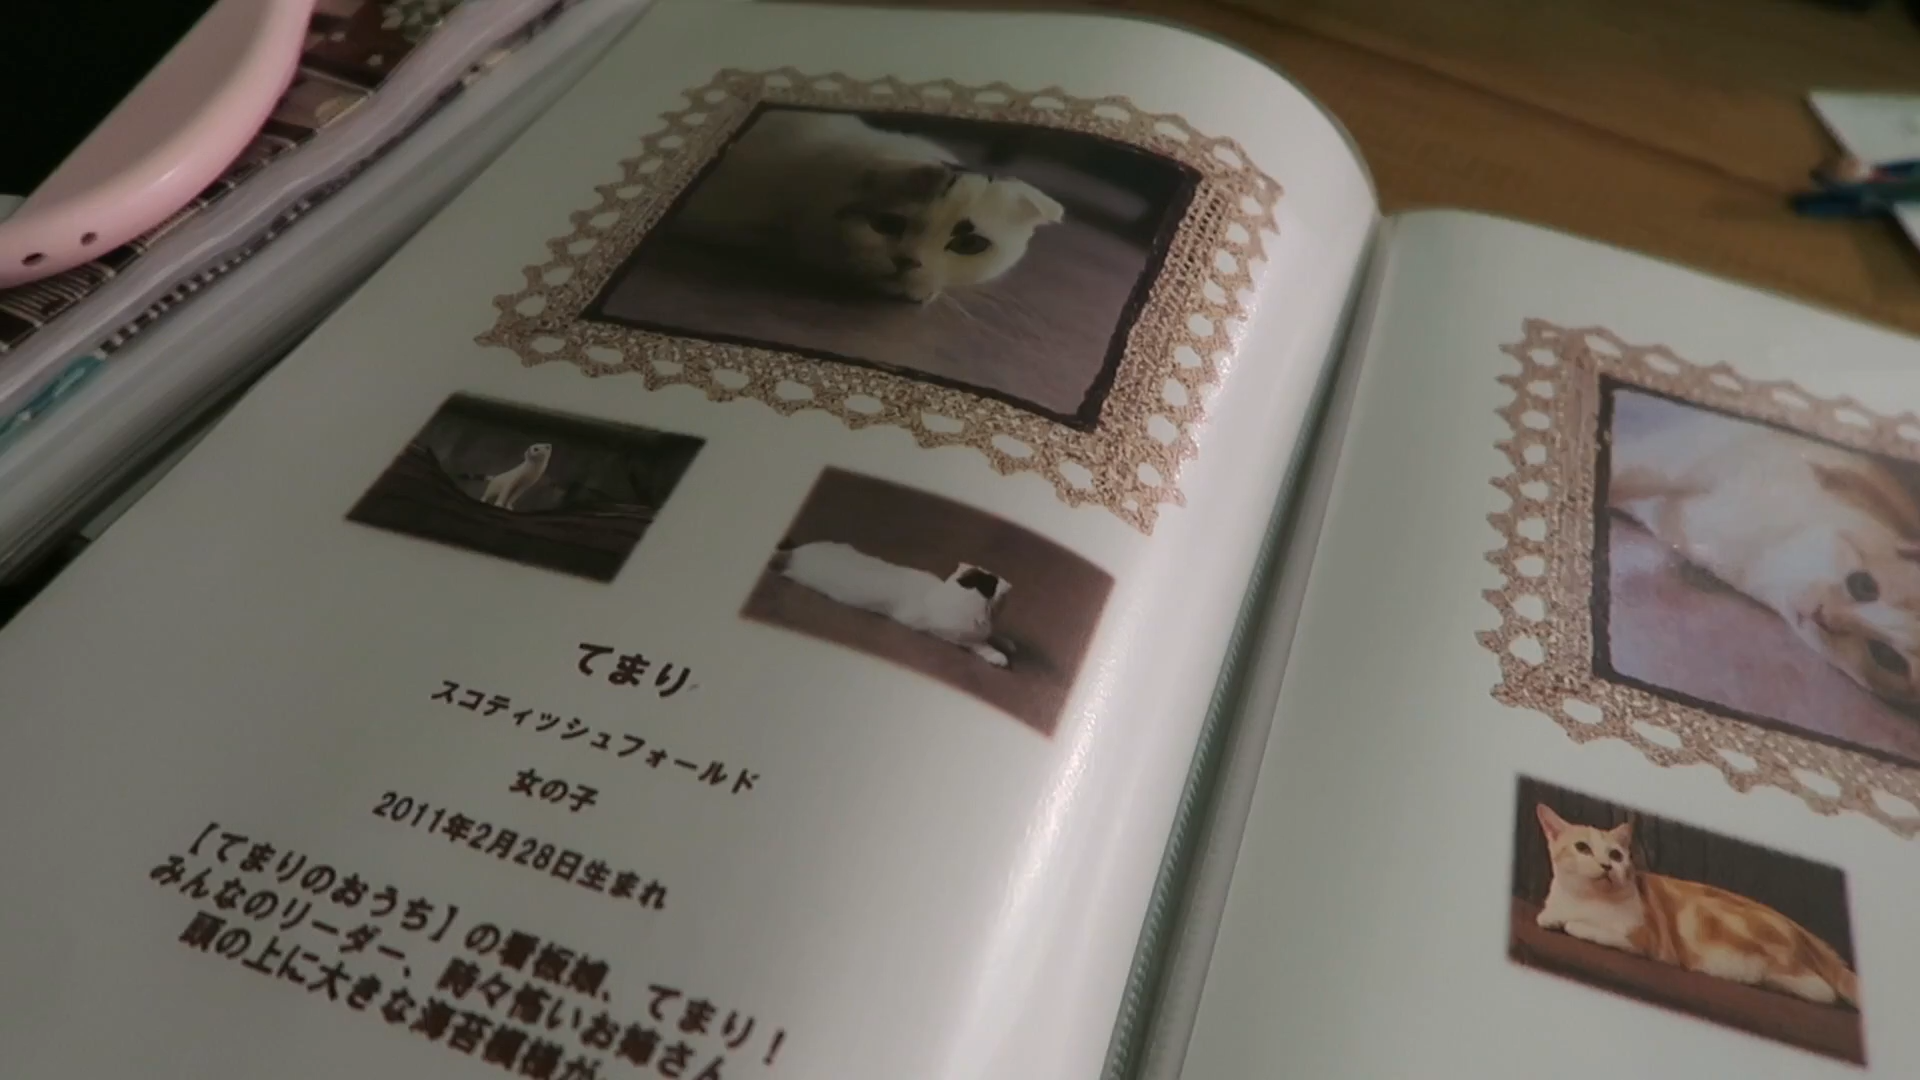 てまり
スコティッシュフォールド
女の子
2011年2月28日生まれ
【てまりのおうち】の看板娘、てまり！
みんなのリーダー、時々怖いお姉さん
頭の上に大きな海苔模様が